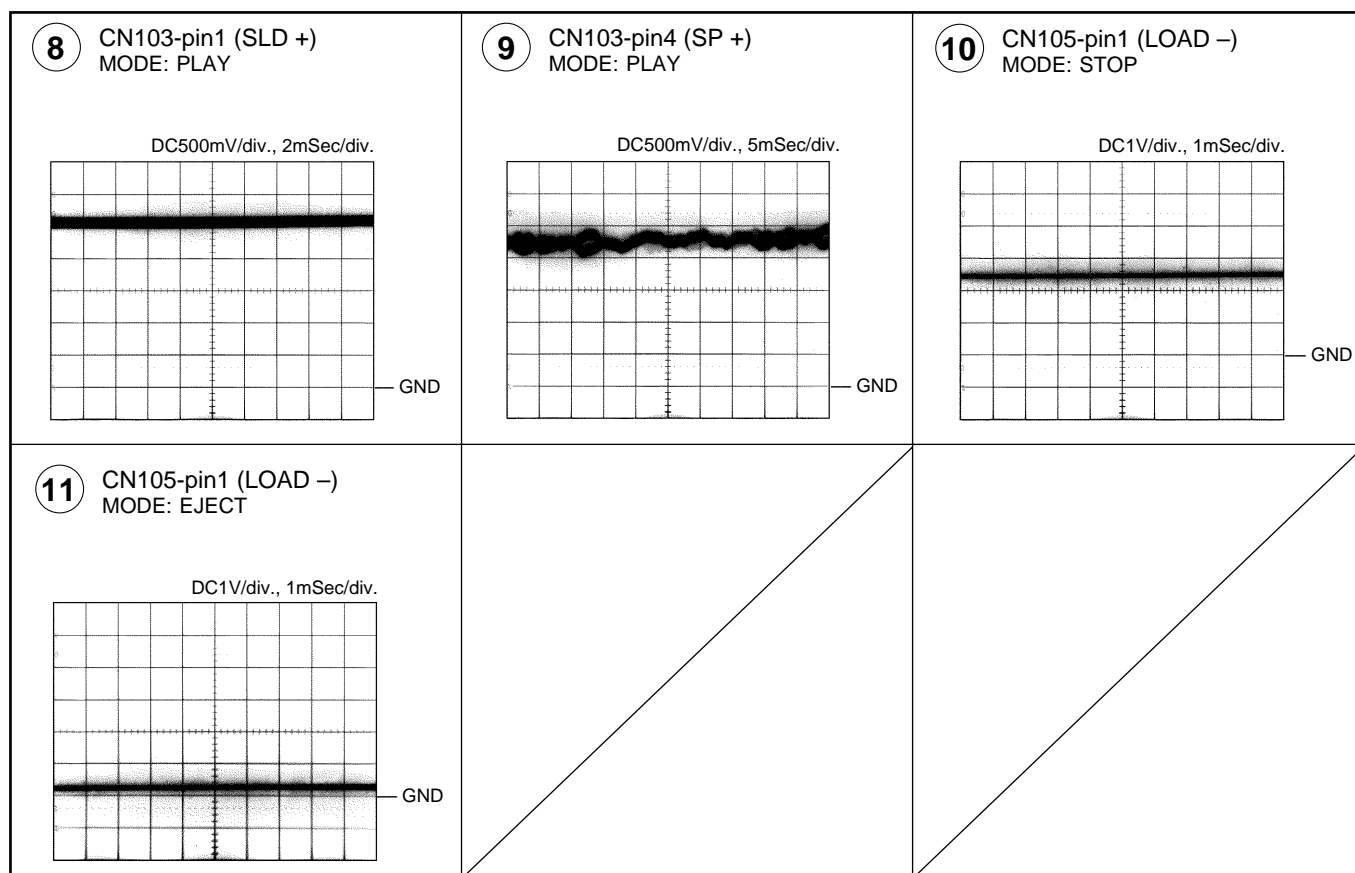 8
CN103-pin1 (SLD +)
MODE: PLAY
DC500mV/div., 2mSec/div.
GND
9
CN103-pin4 (SP +)
MODE: PLAY
DC500mV/div., 5mSec/div.
GND
10
CN105-pin1 (LOAD –)
MODE: STOP
DC1V/div., 1mSec/div.
GND
11
CN105-pin1 (LOAD –)
MODE: EJECT
DC1V/div., 1mSec/div.
GND